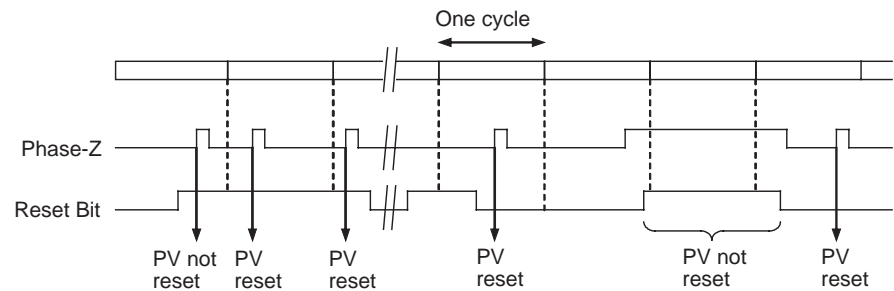 One cycle
Phase-Z
Reset Bit
PV not
reset
PV
reset
PV
reset
PV
reset
PV not
reset
PV
reset